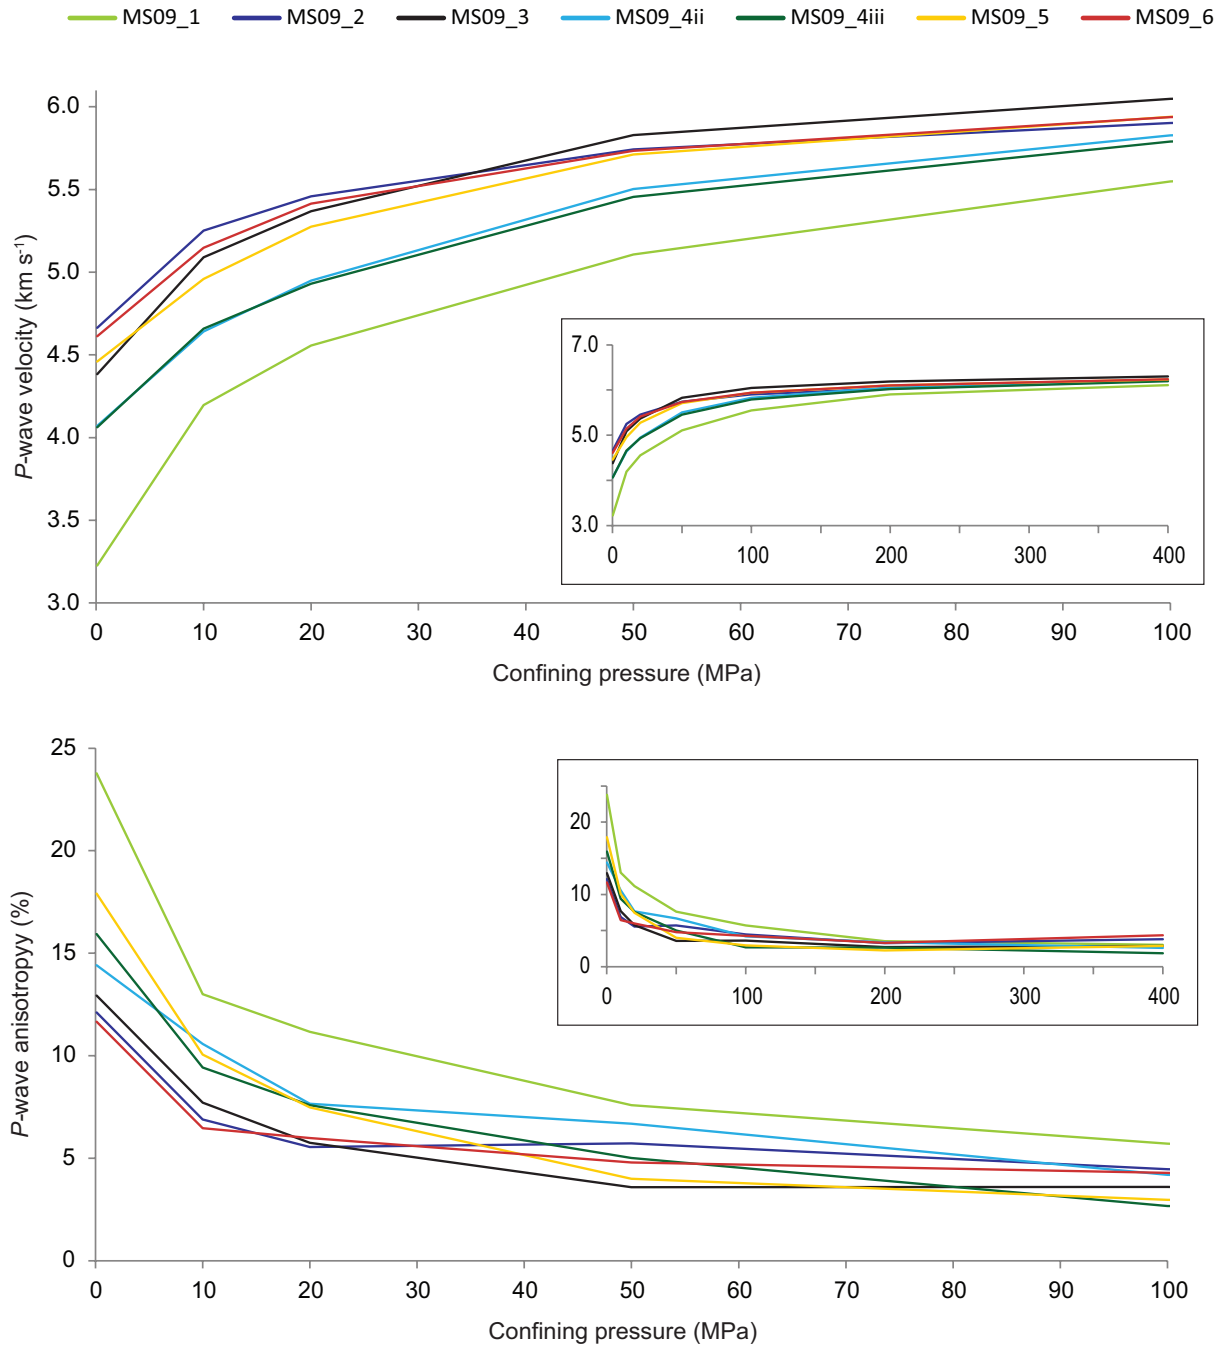 MS09_1 MS09_2 MS09_3 MS09_4ii MS09_4iii MS09_5 MS09_6
P-wave velocity (km s-1)
6.0
5.5
5.0
4.5
4.0
3.5
3.0
0 10 20 30 40 50 60 70 80 90 100
Confining pressure (MPa)
7.0
5.0
3.0
0 100 200 300 400
P-wave anisotropyy (%)
25
20
15
10
5
0
0 10 20 30 40 50 60 70 80 90 100
Confining pressure (MPa)
20
10
0
0 100 200 300 400